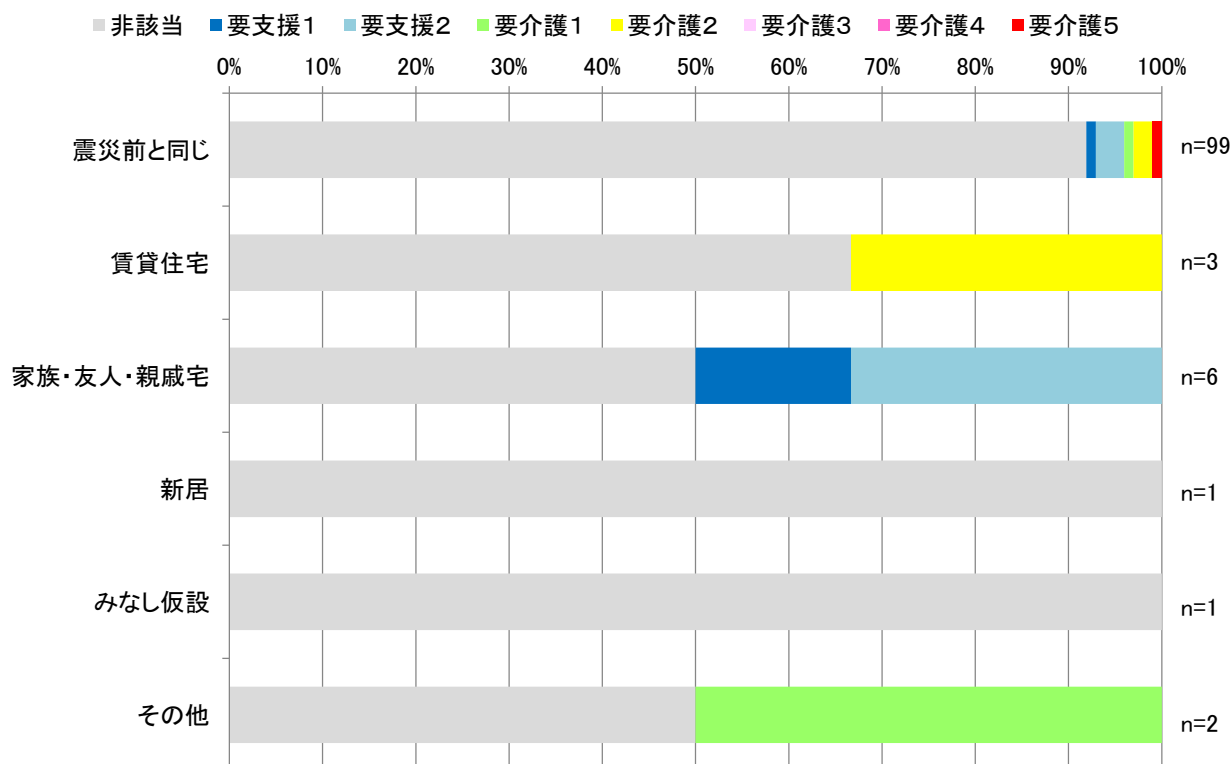 非該当 要支援1 要支援2 要介護1 要介護2 要介護3 要介護4 要介護5
0% 10% 20% 30% 40% 50% 60% 70% 80% 90% 100%
震災前と同じ n=99
賃貸住宅 n=3
家族・友人・親戚宅 n=6
新居 n=1
みなし仮設 n=1
その他 n=2